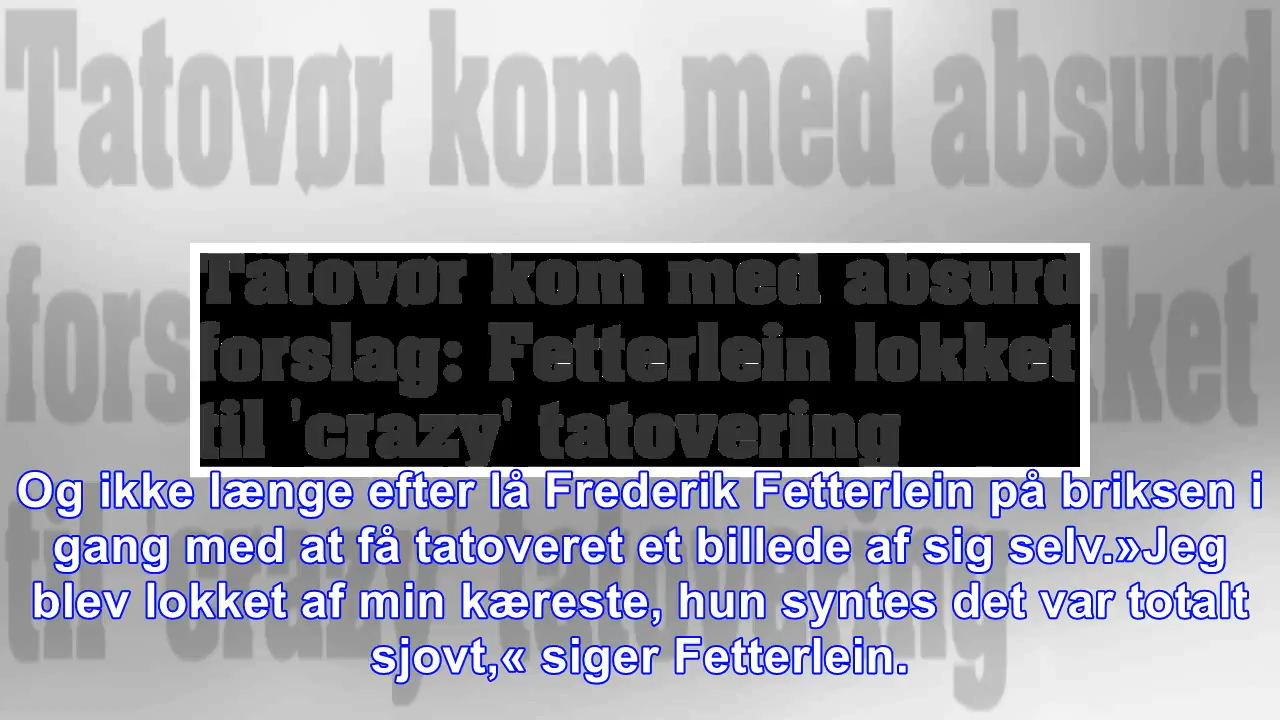 Tatovør kom med absurd
forslag: Fetterlein lokket
til 'crazy' tatovering
Og ikke længe efter lå Frederik Fetterlein på briksen i
gang med at få tatoveret et billede af sig selv.»Jeg
blev lokket af min kæreste, hun syntes det var totalt
sjovt,« siger Fetterlein.